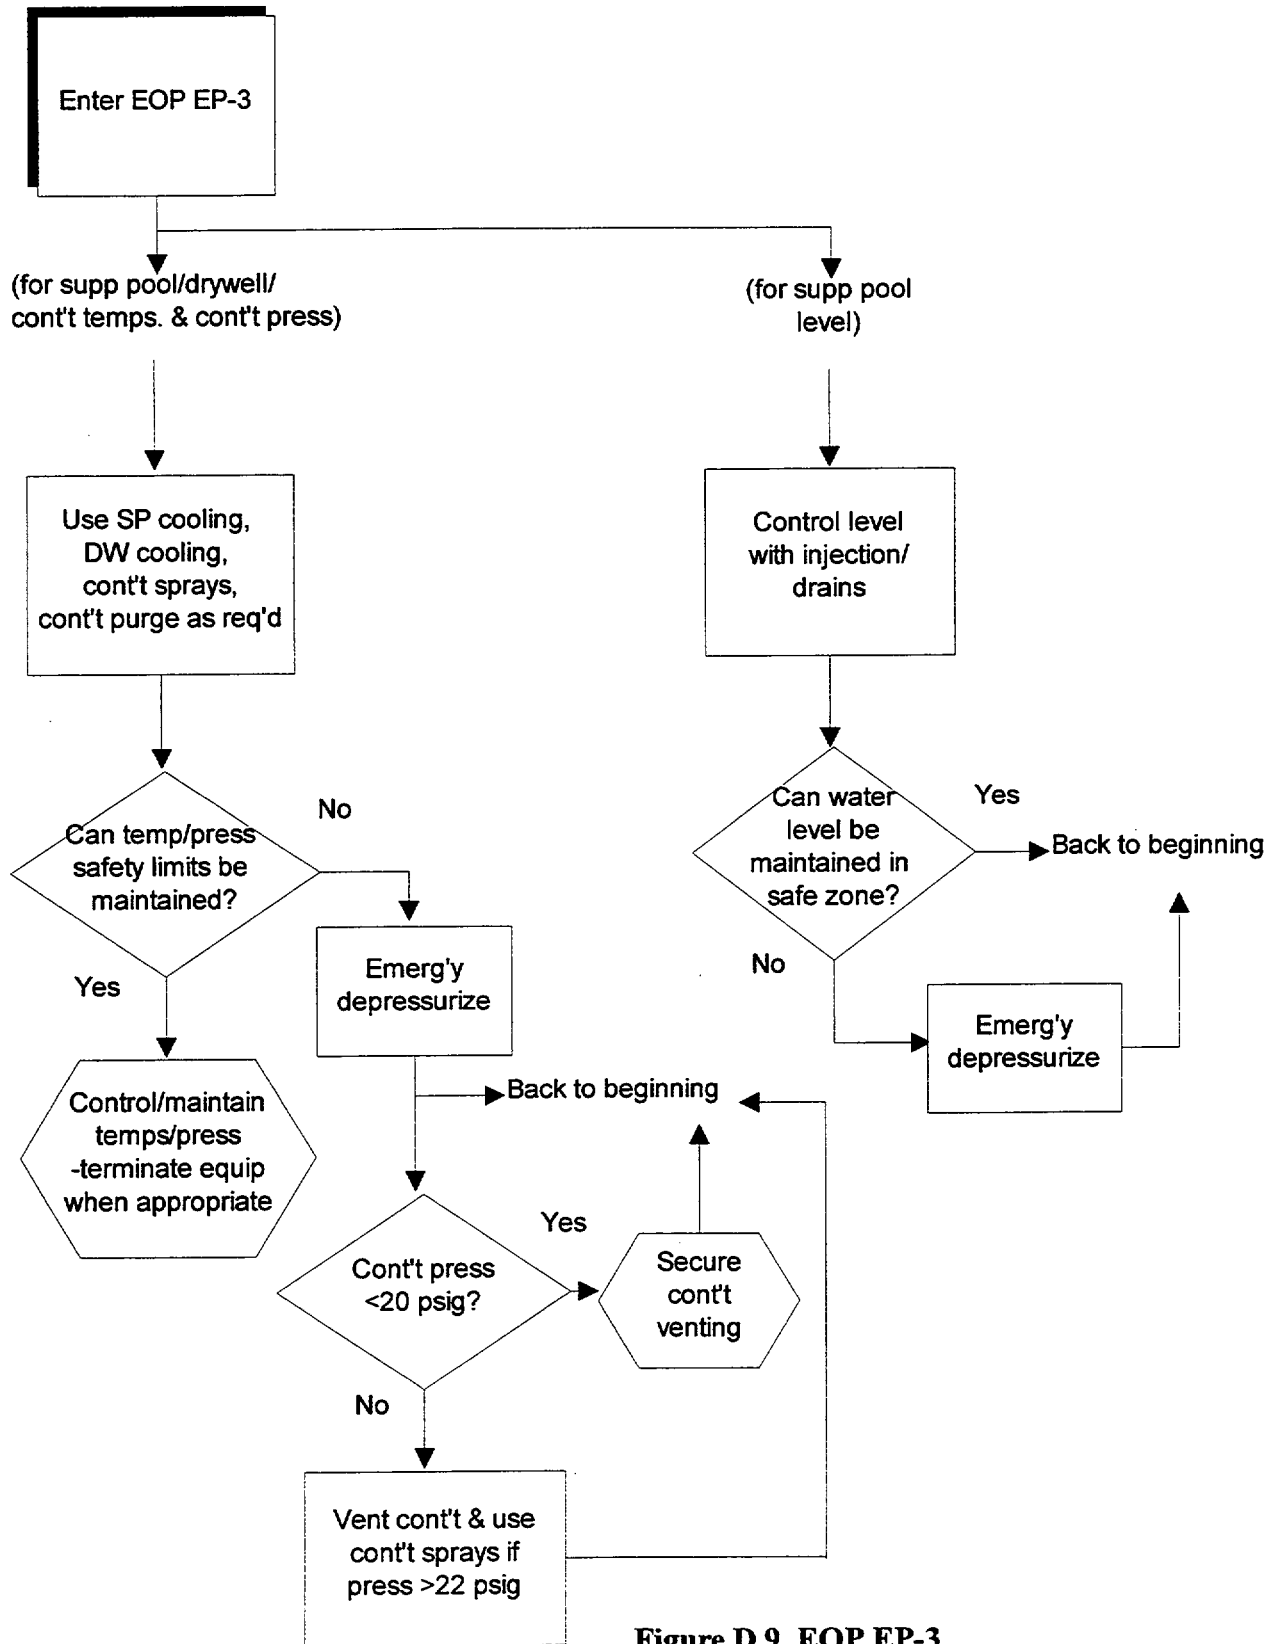 Enter EOP EP-3
(for supp pool/drywell/
cont't temps. & cont't press)
(for supp pool
level)
Use SP cooling,
DW cooling,
cont't sprays,
cont't purge as req'd
Control level
with injection/
drains
Can temp/press
safety limits be
maintained?
No
Yes
Can water
level be
maintained in
safe zone?
Yes
Back to beginning
No
Emerg'y
depressurize
Emerg'y
depressurize
Control/maintain
temps/press
-terminate equip
when appropriate
Back to beginning
Cont't press
<20 psig?
Yes
Secure
cont't
venting
No
Vent cont't & use
cont't sprays if
press >22 psig
Figure D.9 EOP EP-3